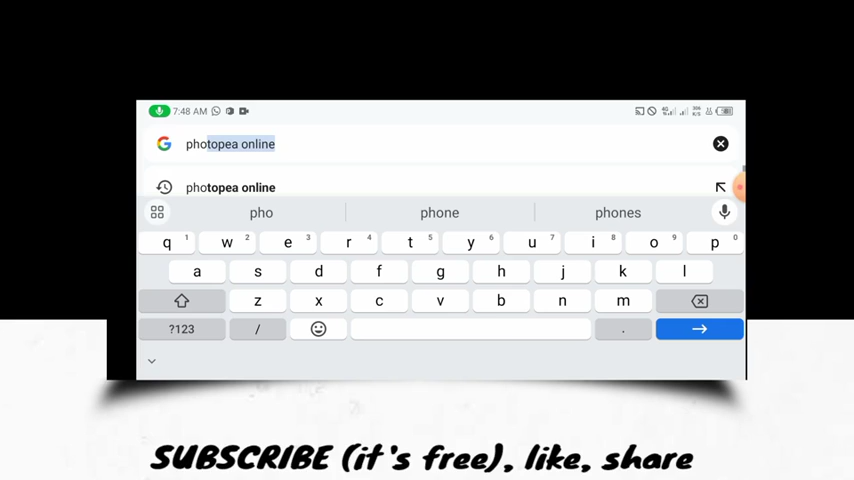 7:48 AM
photopea online
photopea online
pho phone phones
q 1 w 2 e 3 r 4 t 5 y 6 u 7 i 8 o 9 p 0
a s d f g h j k l
z x c v b n m
?123 / .
SUBSCRIBE (it's free), like, share